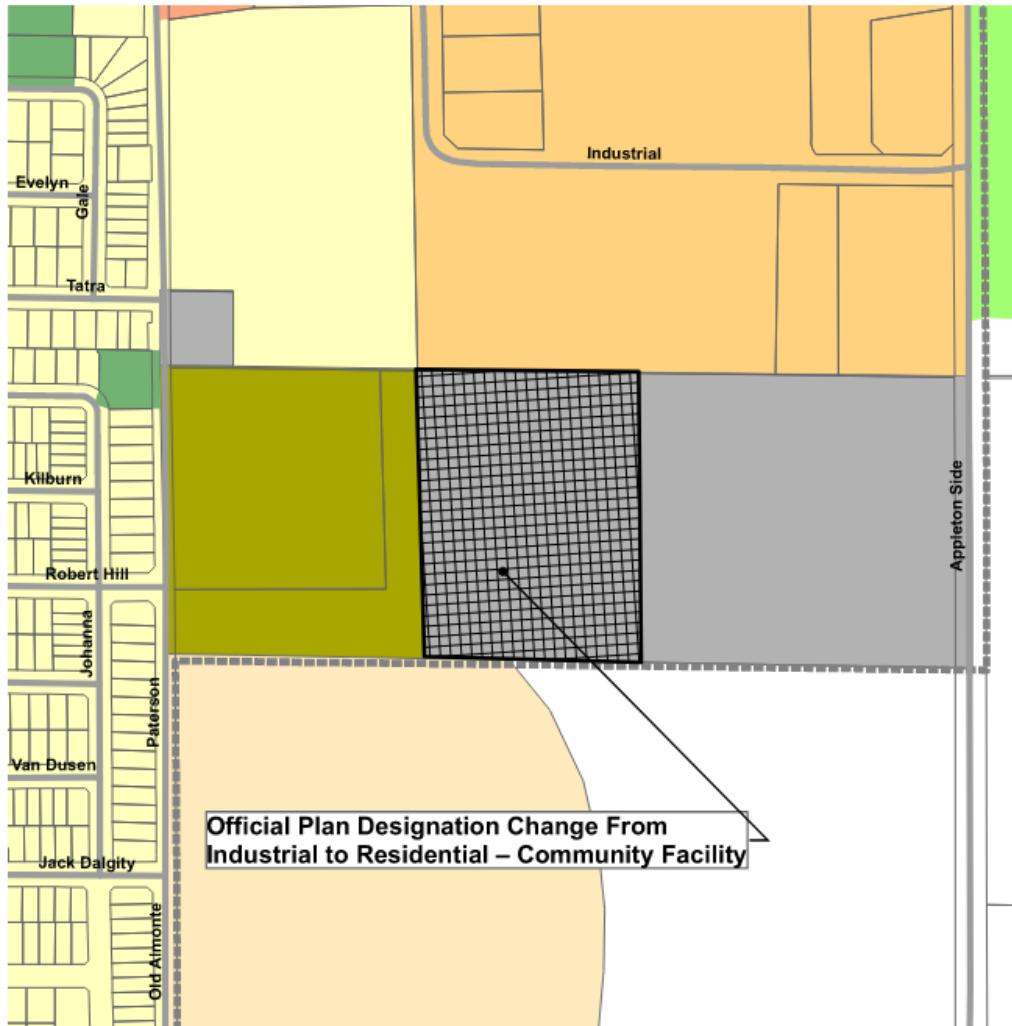 Industrial
Evelyn
Gale
Tatra
Kilburn
Appleton Side
Robert Hill
Johanna
Paterson
Van Dusen
Official Plan Designation Change From
Industrial to Residential – Community Facility
Jack Dalgity
Old Almonte